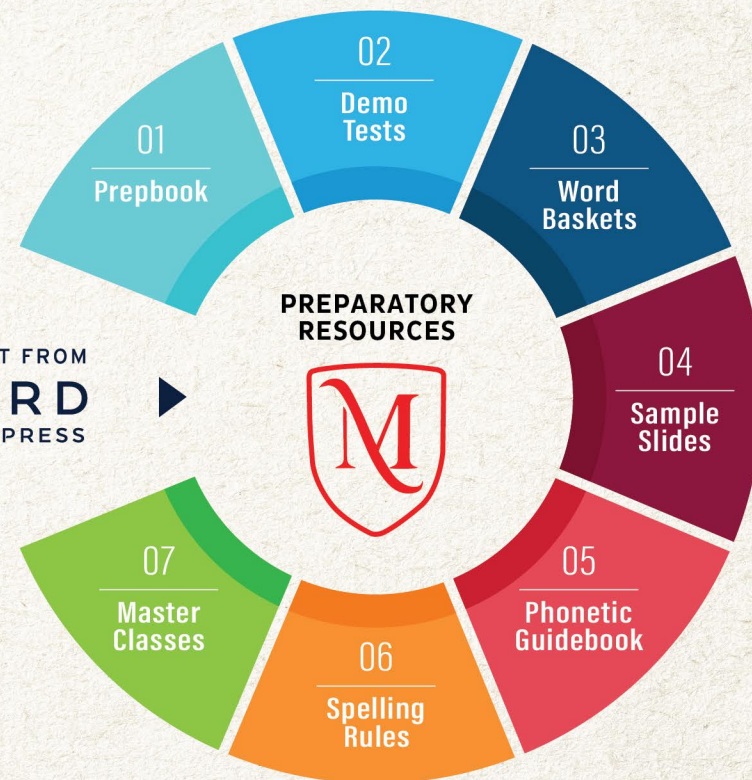 01
Prepbook
02
Demo
Tests
03
Word
Baskets
04
Sample
Slides
05
Phonetic
Guidebook
06
Spelling
Rules
07
Master
Classes
PREPARATORY
RESOURCES
M
FROM
PRESS